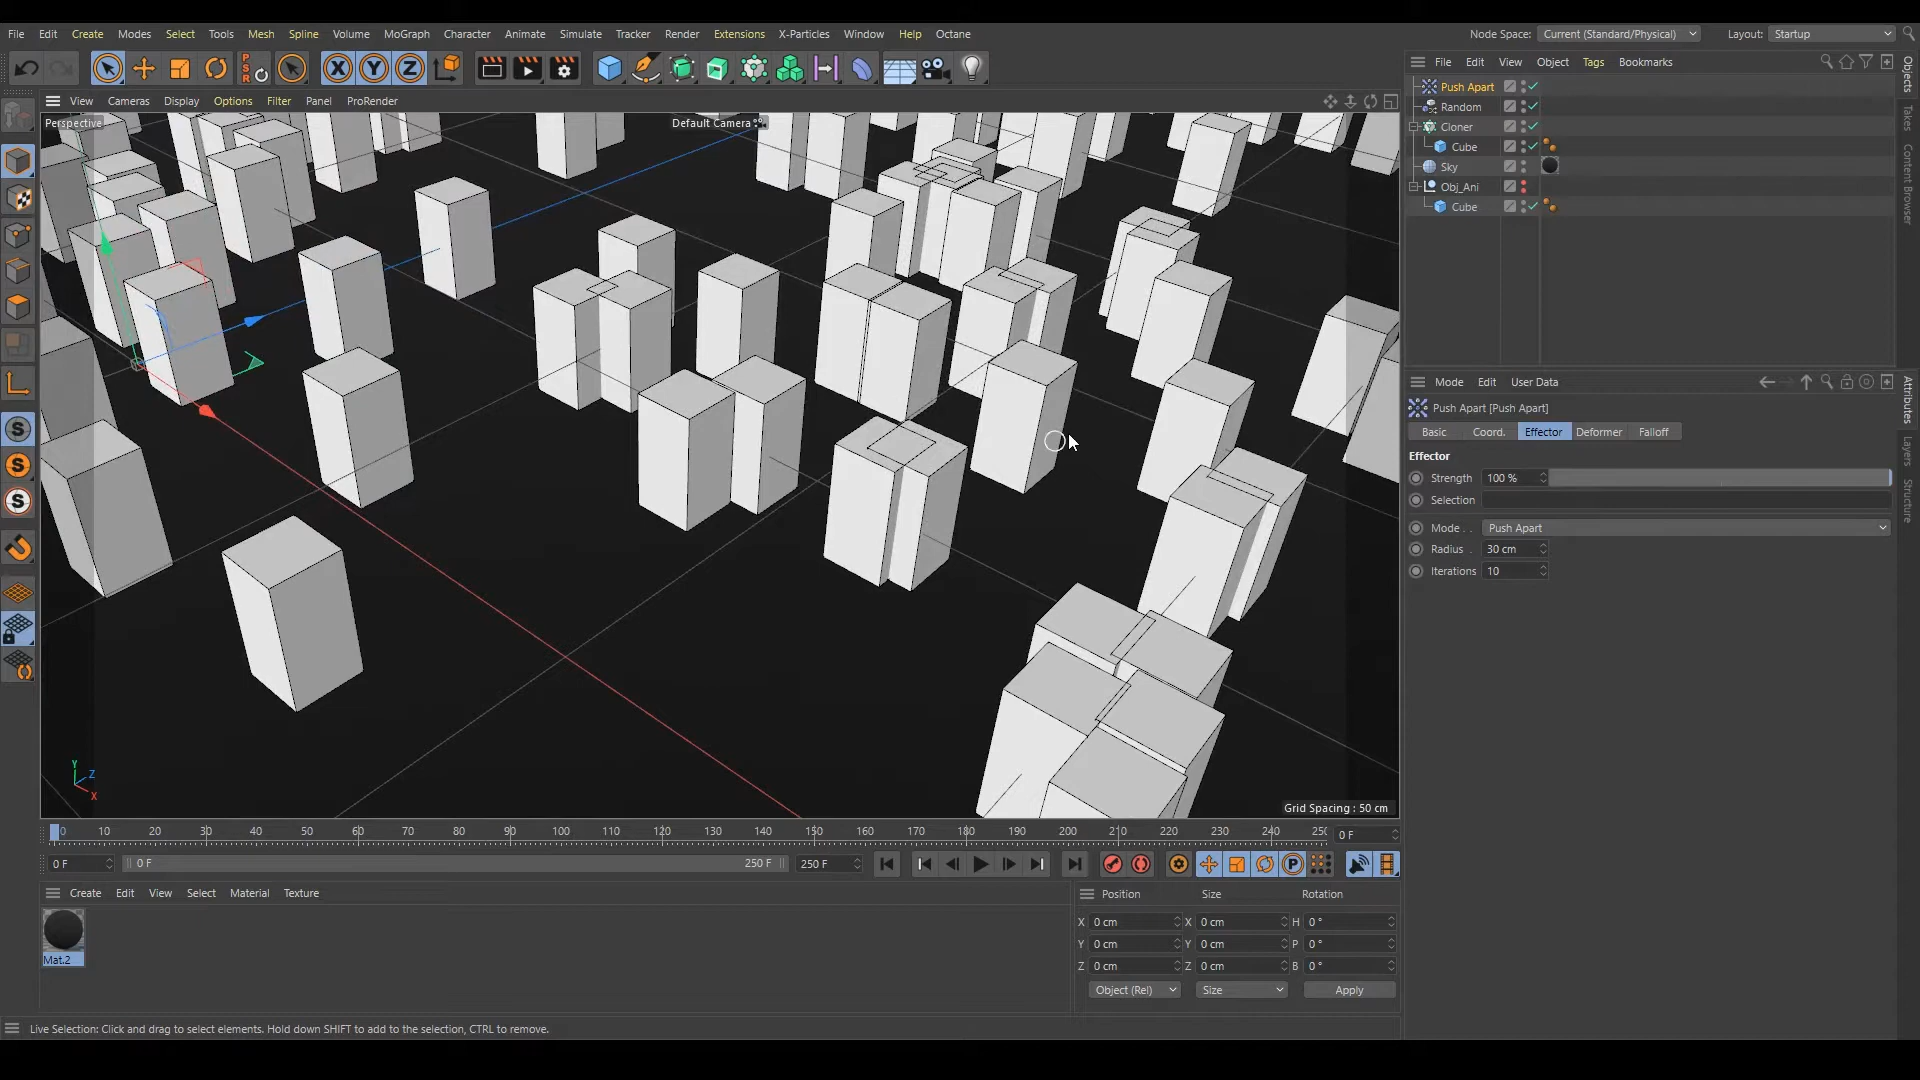 File Edit Create Modes Select Tools Mesh Spline Volume MoGraph Character Animate Simulate Tracker Render Extensions X-Particles Window Help Octane Node Space: Current (Standard/Physical) Layout: Startup
PSR X Y Z
View Cameras Display Options Filter Panel ProRender
Perspective
Default Camera
File Edit View Object Tags Bookmarks
Push Apart
Random
Cloner
Cube
Sky
Obj_Ani
Cube
Objects
Takes
Content Browser
Mode Edit User Data
Push Apart [Push Apart]
Basic Coord. Effector Deformer Falloff
Effector
Strength 100 %
Selection
Mode . . Push Apart
Radius . 30 cm
Iterations 10
Attributes
Layers
Structure
S
S
S
Y
Z
X
Grid Spacing : 50 cm
0 10 20 30 40 50 60 70 80 90 100 110 120 130 140 150 160 170 180 190 200 210 220 230 240 250 0 F
0 F 0 F 250 F 250 F P
Create Edit View Select Material Texture
Mat.2
Position Size Rotation
X 0 cm X 0 cm H 0 °
Y 0 cm Y 0 cm P 0 °
Z 0 cm Z 0 cm B 0 °
Object (Rel) Size Apply
Live Selection: Click and drag to select elements. Hold down SHIFT to add to the selection, CTRL to remove.